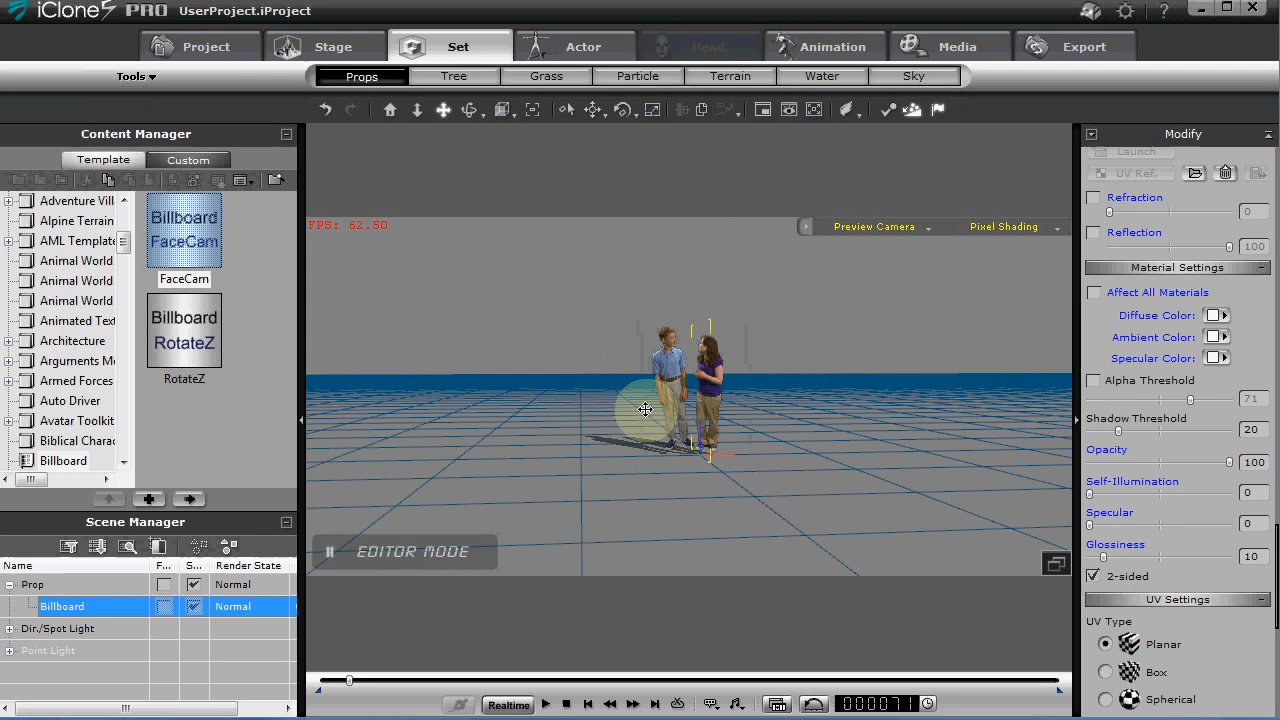 iClone5 PRO UserProject.iProject
Project Stage Set Actor Head Animation Media Export
Tools Props Tree Grass Particle Terrain Water Sky
Content Manager
Template Custom
Adventure Vill
Alpine Terrain
AML Template
Animal World
Animal World
Animal World
Animated Text
Architecture
Arguments Mo
Armed Forces
Auto Driver
Avatar Toolkit
Biblical Charac
Billboard
Billboard
FaceCam
FaceCam
Billboard
RotateZ
RotateZ
Scene Manager
Name F... S... Render State
Prop Normal
Billboard Normal
Dir./Spot Light
Point Light
FPS: 62.50
Preview Camera Pixel Shading
EDITOR MODE
Realtime 000071
Modify
Launch
UV Ref.
Refraction
0
Reflection
100
Material Settings
Affect All Materials
Diffuse Color:
Ambient Color:
Specular Color:
Alpha Threshold
71
Shadow Threshold
20
Opacity
100
Self-Illumination
0
Specular
0
Glossiness
10
2-sided
UV Settings
UV Type
Planar
Box
Spherical